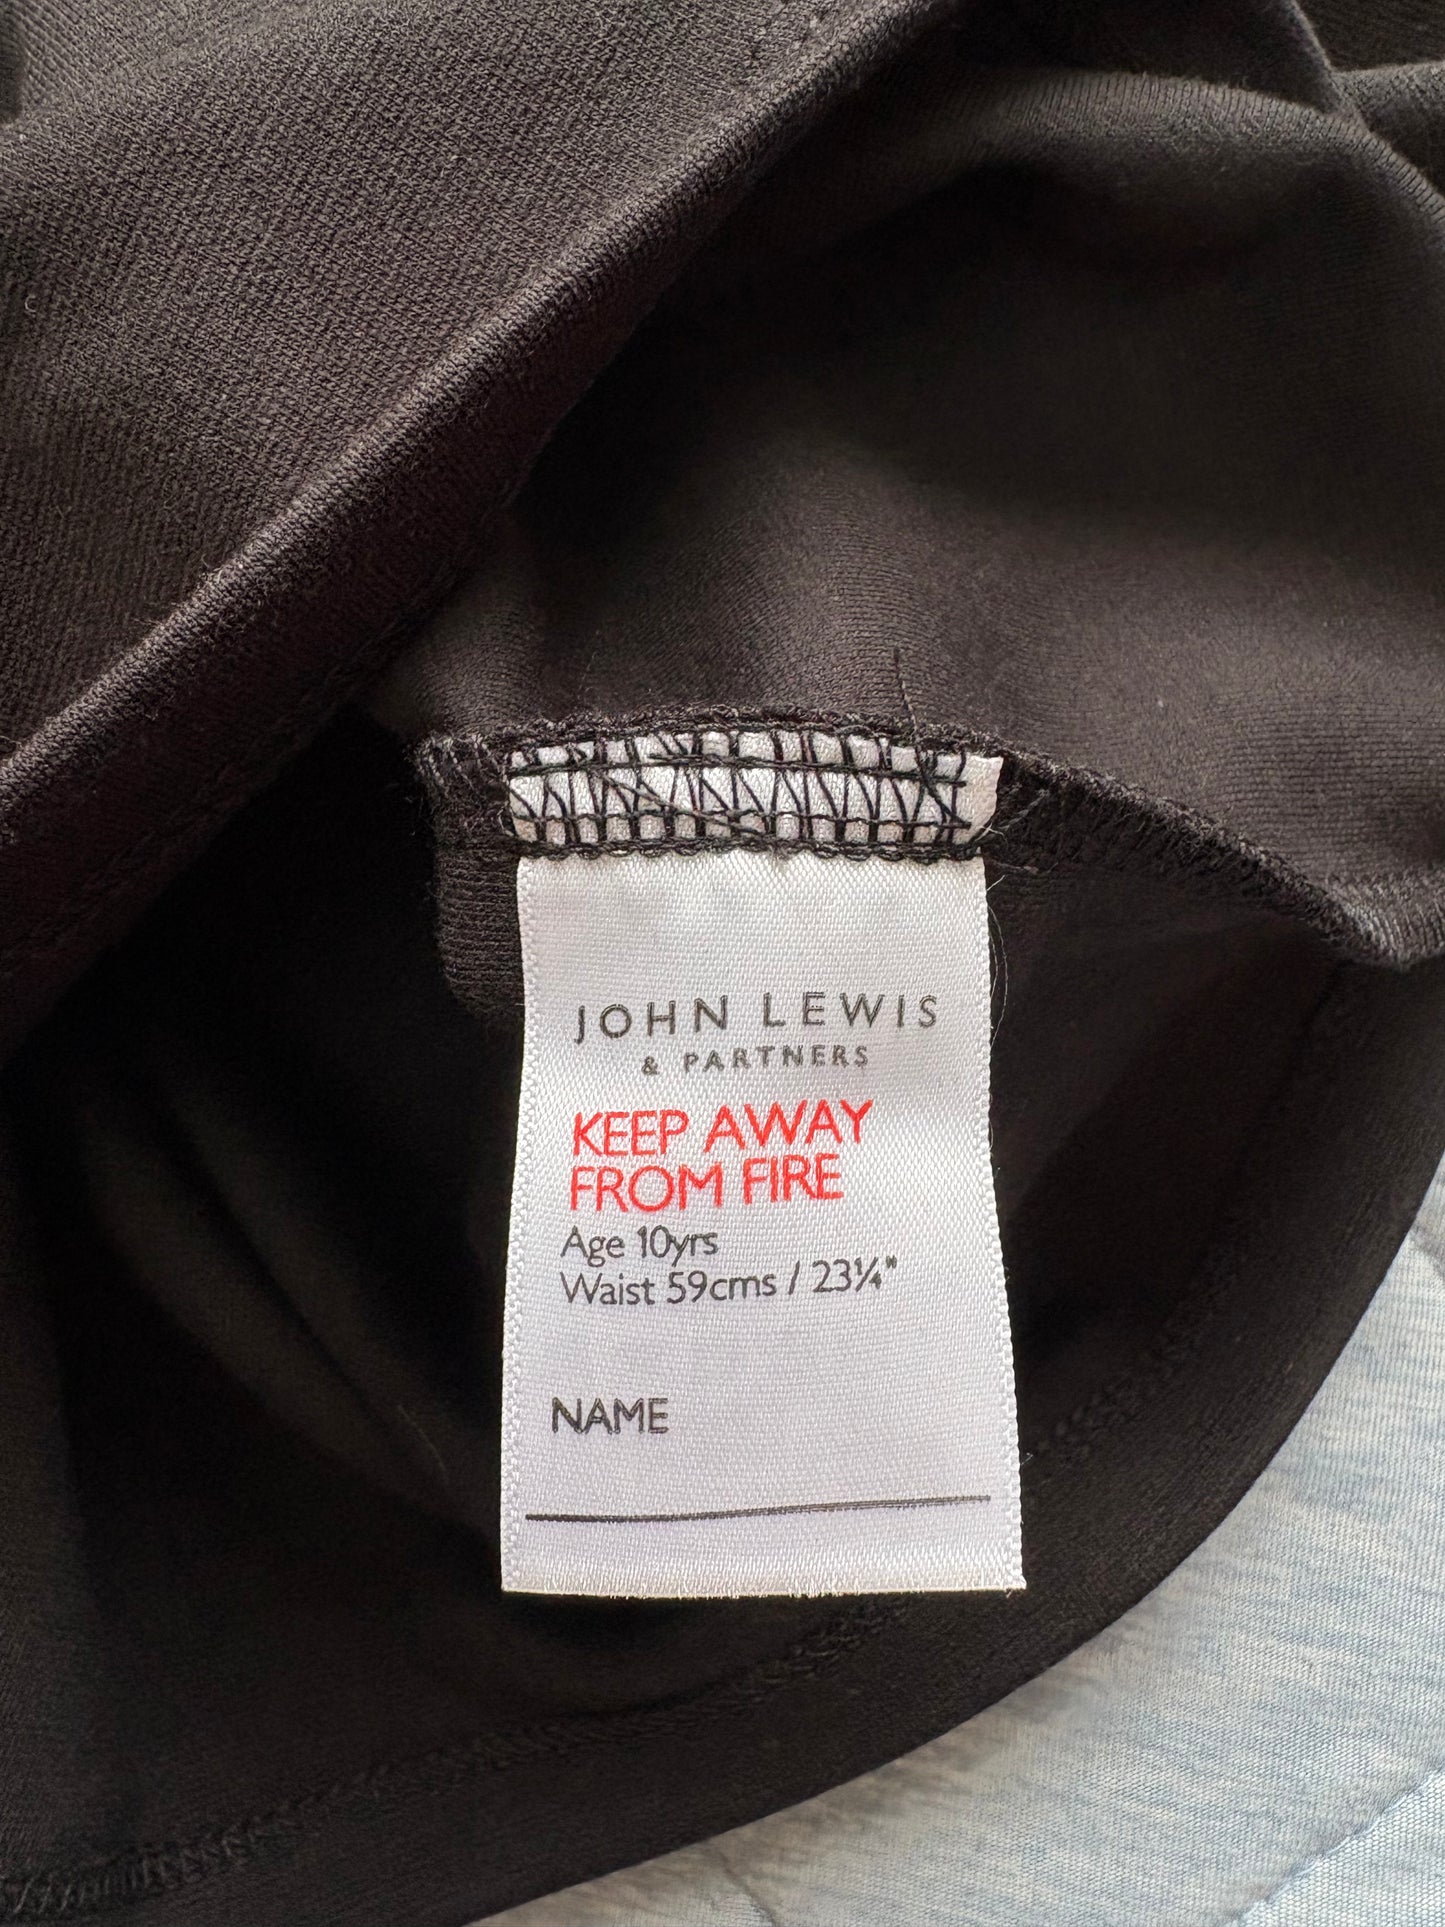 JOHN LEWIS
& PARTNERS
KEEP AWAY
FROM FIRE
Age 10yrs
Waist 59cms / 23¼"
NAME